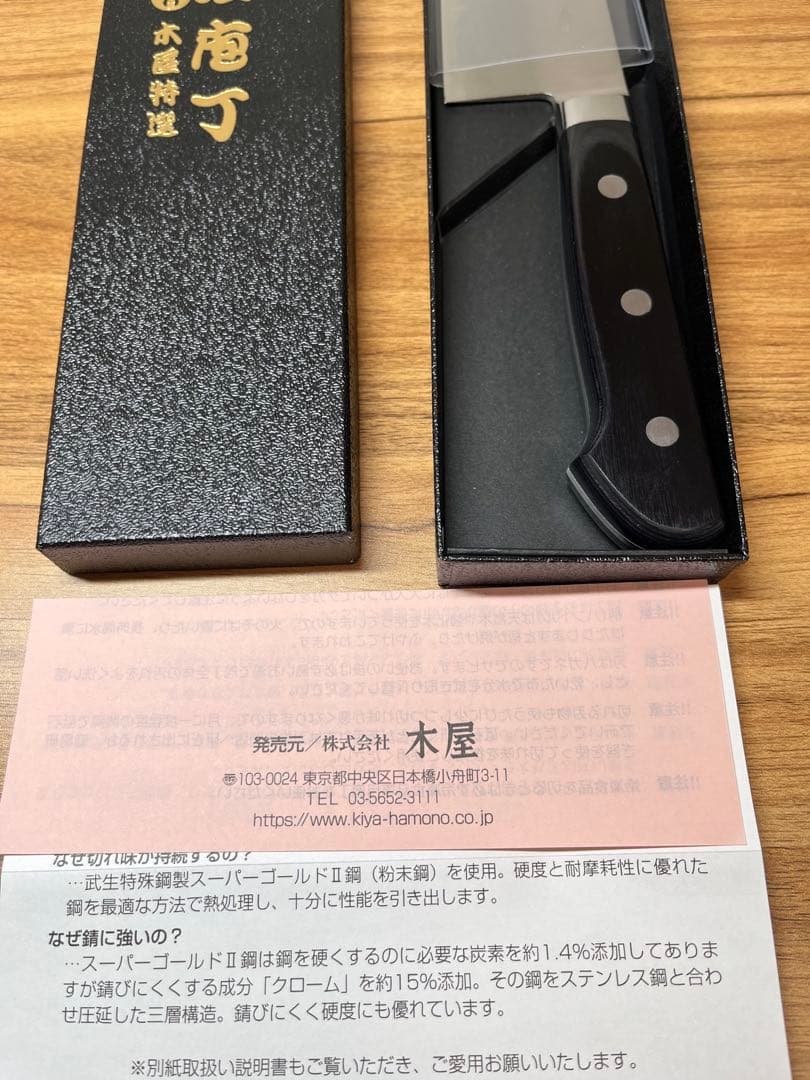 庖丁
木屋特選
発売元／株式会社 木屋
〠103-0024 東京都中央区日本橋小舟町3-11
TEL 03-5652-3111
https://www.kiya-hamono.co.jp
なぜ切れ味が持続するの？
…武生特殊鋼製スーパーゴールドⅡ鋼（粉末鋼）を使用。硬度と耐摩耗性に優れた
鋼を最適な方法で熱処理し、十分に性能を引き出します。
なぜ錆に強いの？
…スーパーゴールドⅡ鋼は鋼を硬くするのに必要な炭素を約1.4%添加してありま
すが錆びにくくする成分「クローム」を約15%添加。その鋼をステンレス鋼と合わ
せ圧延した三層構造。錆びにくく硬度にも優れています。
※別紙取扱い説明書もご覧いただき、ご愛用お願いいたします。